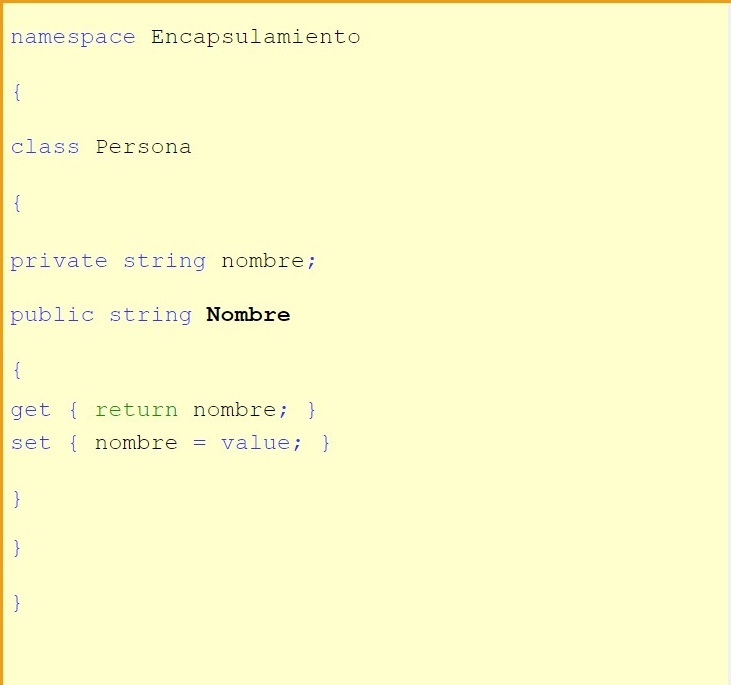 namespace Encapsulamiento
{
class Persona
{
private string nombre;
public string Nombre
{
get { return nombre; }
set { nombre = value; }
}
}
}